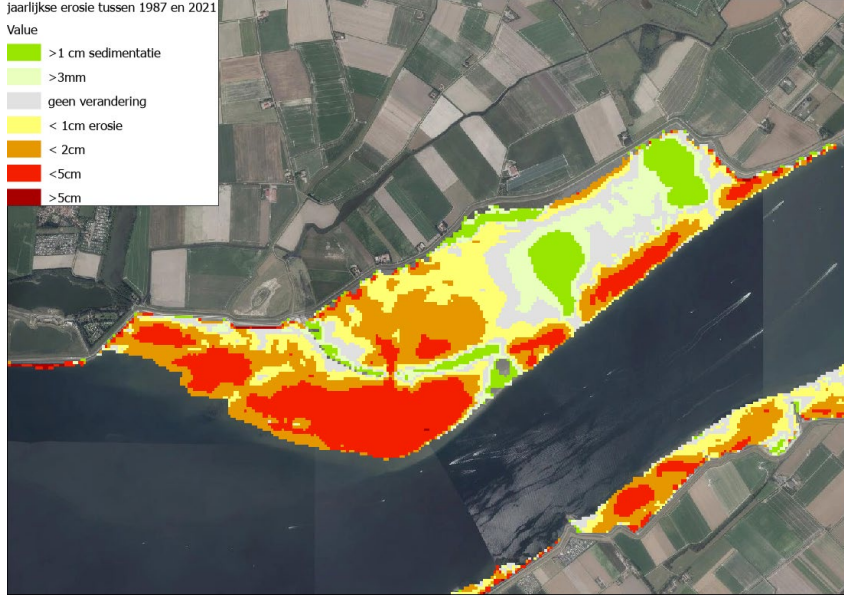 jaarlijkse erosie tussen 1987 en 2021
Value
>1 cm sedimentatie
>3mm
geen verandering
< 1cm erosie
< 2cm
<5cm
>5cm